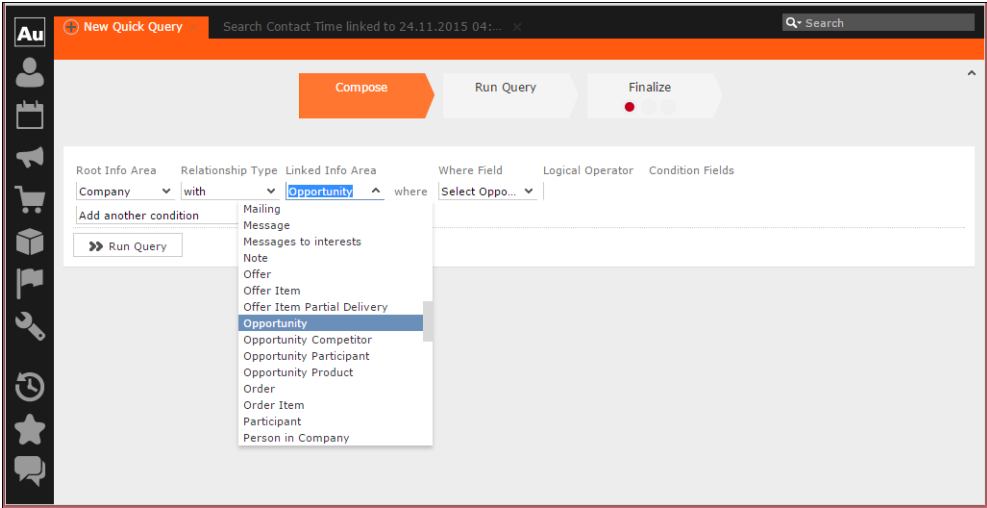 Au
New Quick Query
Search Contact Time linked to 24.11.2015 04:...
Search
Compose
Run Query
Finalize
Root Info Area Relationship Type Linked Info Area Where Field Logical Operator Condition Fields
Company with Opportunity where Select Oppo...
Add another condition
Run Query
Mailing
Message
Messages to interests
Note
Offer
Offer Item
Offer Item Partial Delivery
Opportunity
Opportunity Competitor
Opportunity Participant
Opportunity Product
Order
Order Item
Participant
Person in Company